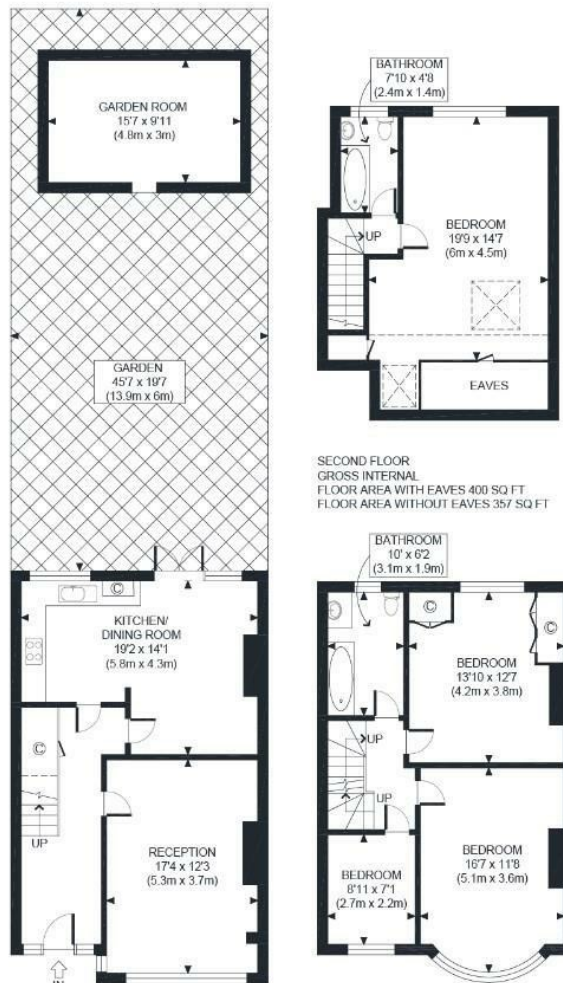 GARDEN ROOM
15'7 x 9'11
(4.8m x 3m)
GARDEN
45'7 x 19'7
(13.9m x 6m)
C
KITCHEN/
DINING ROOM
19'2 x 14'1
(5.8m x 4.3m)
C
UP
RECEPTION
17'4 x 12'3
(5.3m x 3.7m)
IN
BATHROOM
7'10 x 4'8
(2.4m x 1.4m)
UP
BEDROOM
19'9 x 14'7
(6m x 4.5m)
EAVES
SECOND FLOOR
GROSS INTERNAL
FLOOR AREA WITH EAVES 400 SQ FT
FLOOR AREA WITHOUT EAVES 357 SQ FT
BATHROOM
10' x 6'2
(3.1m x 1.9m)
C
C
BEDROOM
13'10 x 12'7
(4.2m x 3.8m)
UP
UP
BEDROOM
8'11 x 7'1
(2.7m x 2.2m)
BEDROOM
16'7 x 11'8
(5.1m x 3.6m)